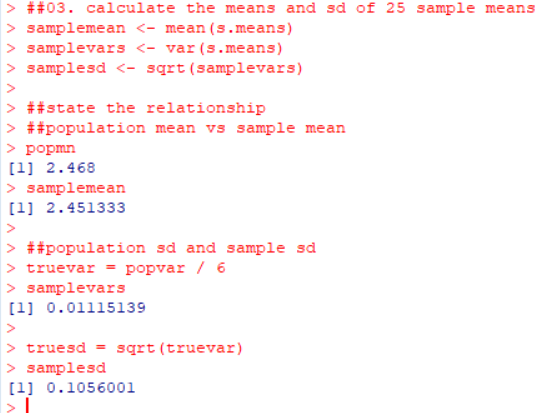 > ##03. calculate the means and sd of 25 sample means
> samplemean <- mean(s.means)
> samplevars <- var(s.means)
> samplesd <- sqrt(samplevars)
>
> ##state the relationship
> ##population mean vs sample mean
> popmn
[1] 2.468
> samplemean
[1] 2.451333
>
> ##population sd and sample sd
> truevar = popvar / 6
> samplevars
[1] 0.01115139
>
> truesd = sqrt(truevar)
> samplesd
[1] 0.1056001
>